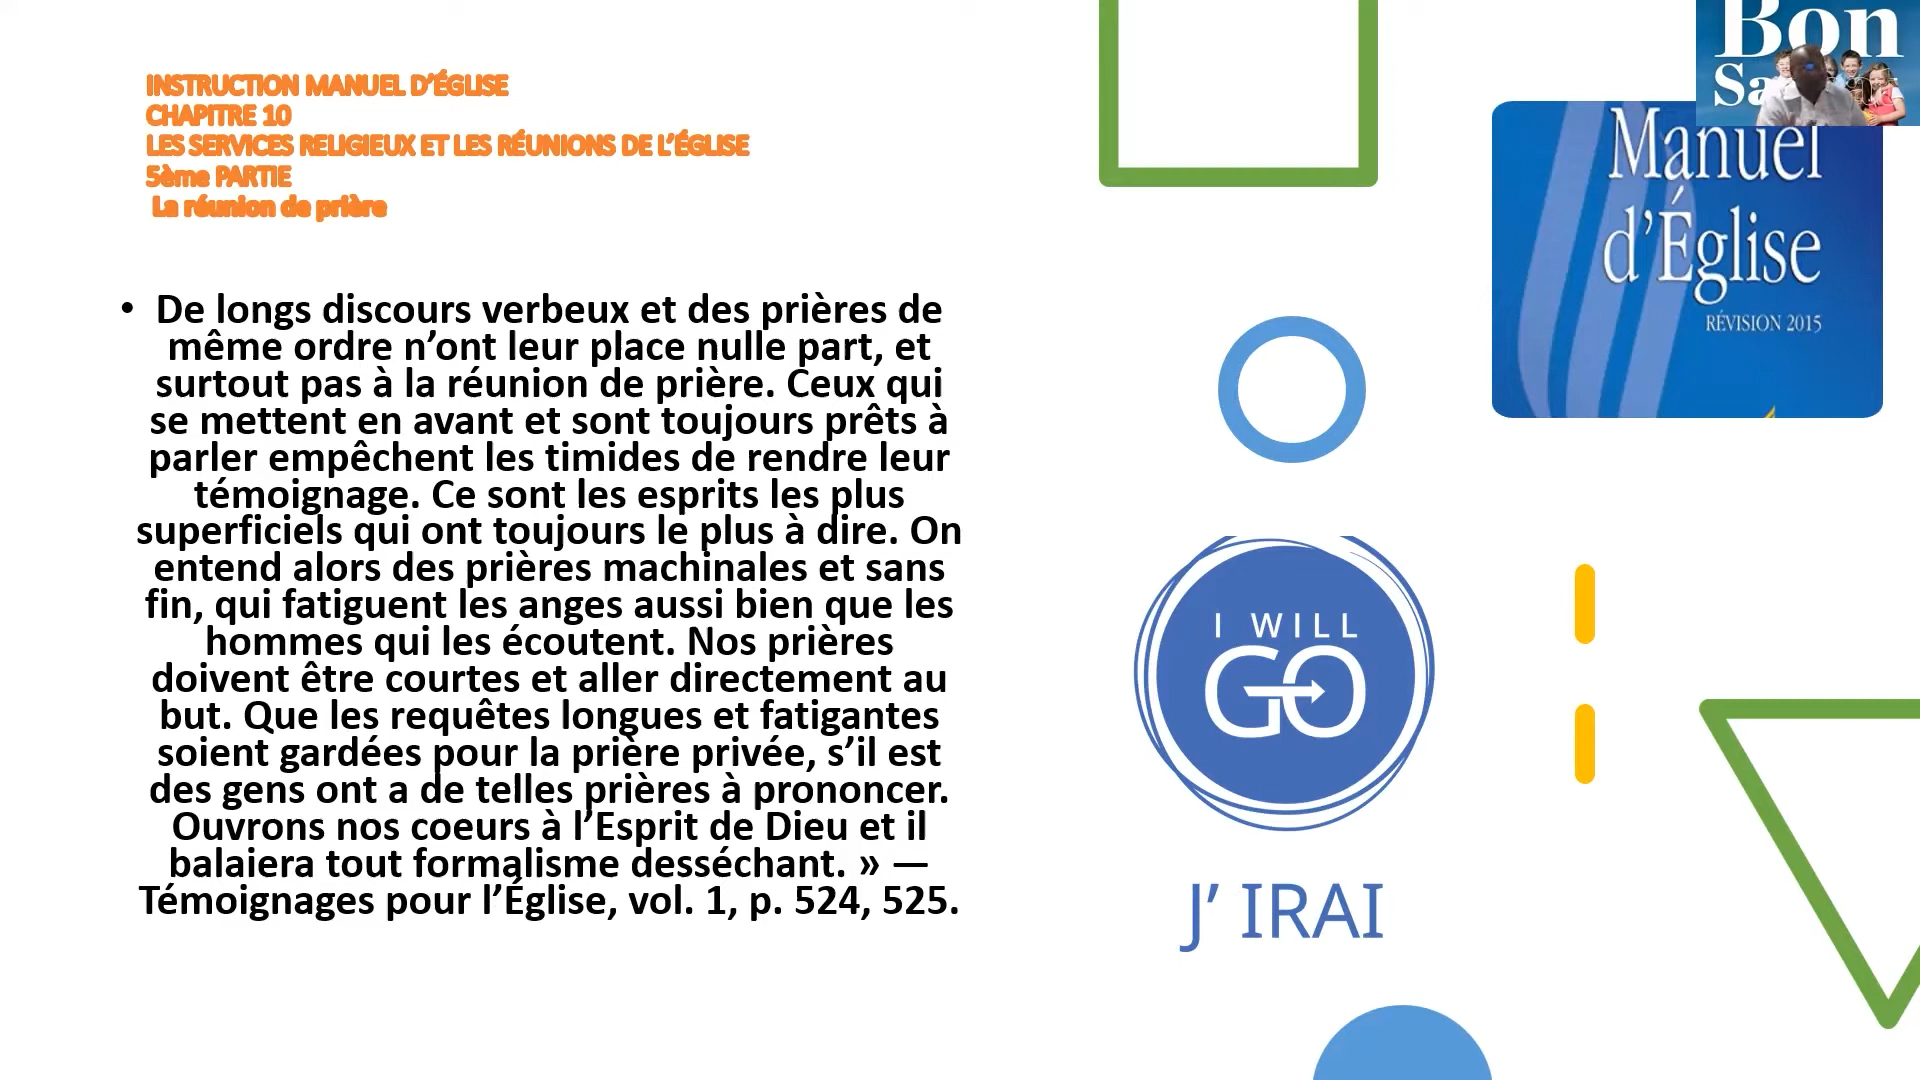 INSTRUCTION MANUEL D’ÉGLISE
CHAPITRE 10
LES SERVICES RELIGIEUX ET LES RÉUNIONS DE L’ÉGLISE
5ème PARTIE
La réunion de prière
• De longs discours verbeux et des prières de
même ordre n’ont leur place nulle part, et
surtout pas à la réunion de prière. Ceux qui
se mettent en avant et sont toujours prêts à
parler empêchent les timides de rendre leur
témoignage. Ce sont les esprits les plus
superficiels qui ont toujours le plus à dire. On
entend alors des prières machinales et sans
fin, qui fatiguent les anges aussi bien que les
hommes qui les écoutent. Nos prières
doivent être courtes et aller directement au
but. Que les requêtes longues et fatigantes
soient gardées pour la prière privée, s’il est
des gens ont a de telles prières à prononcer.
Ouvrons nos coeurs à l’Esprit de Dieu et il
balaiera tout formalisme desséchant. » —
Témoignages pour l’Église, vol. 1, p. 524, 525.
Bon
Manuel
d’Église
RÉVISION 2015
I WILL
GO
J’ IRAI